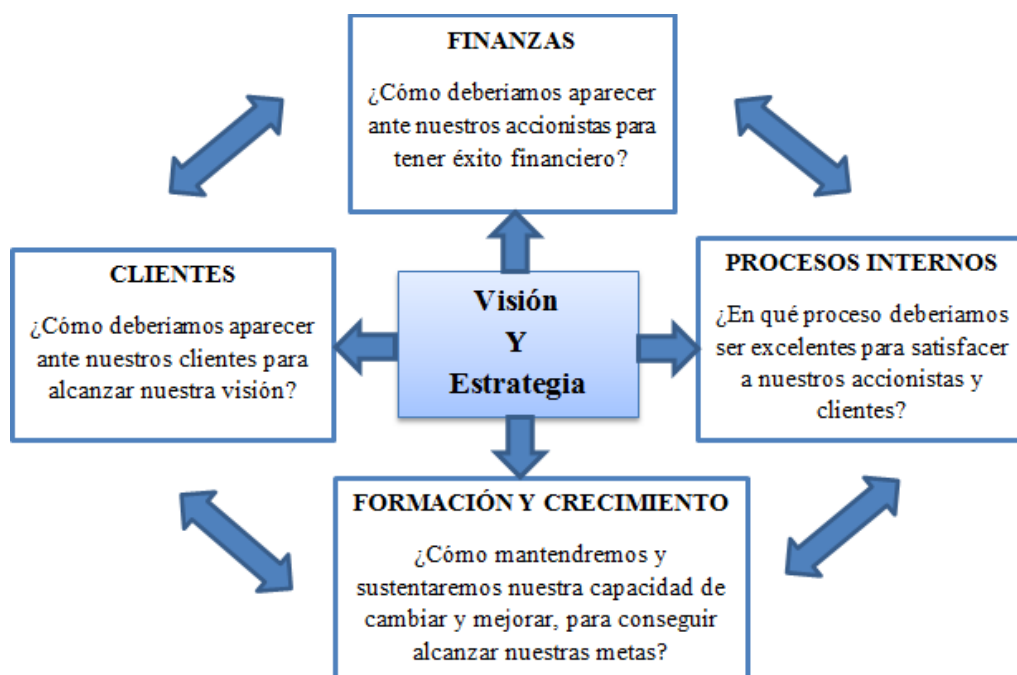 FINANZAS
¿Cómo deberiamos aparecer
ante nuestros accionistas para
tener éxito financiero?
CLIENTES
¿Cómo deberiamos aparecer
ante nuestros clientes para
alcanzar nuestra visión?
Visión
Y
Estrategia
PROCESOS INTERNOS
¿En qué proceso deberiamos
ser excelentes para satisfacer
a nuestros accionistas y
clientes?
FORMACIÓN Y CRECIMIENTO
¿Cómo mantendremos y
sustentaremos nuestra capacidad de
cambiar y mejorar, para conseguir
alcanzar nuestras metas?